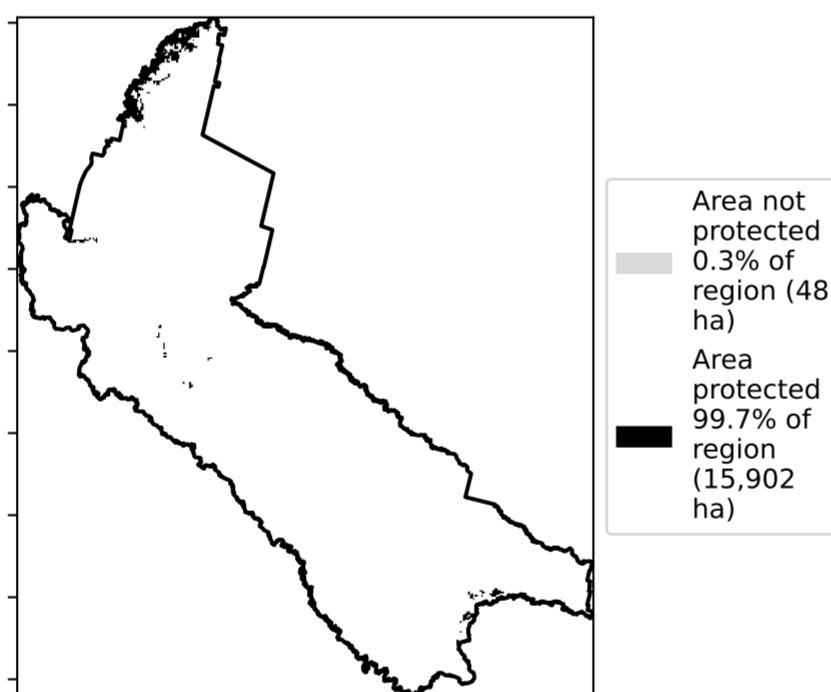 Area not
protected
0.3% of
region (48
ha)
Area
protected
99.7% of
region
(15,902
ha)